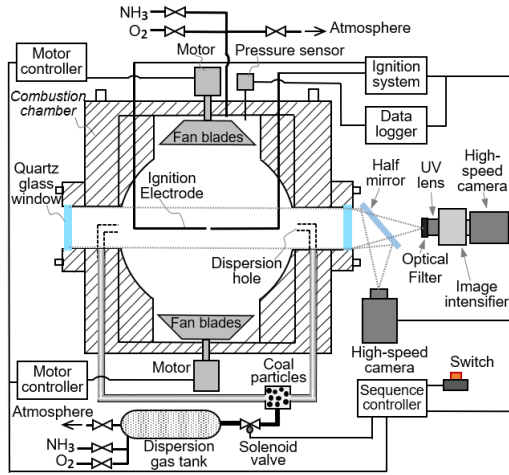 NH₃
O₂
Atmosphere
Motor
controller
Motor
Pressure sensor
Ignition
system
Combustion
chamber
Data
logger
Fan blades
Quartz
glass
window
Ignition
Electrode
Half
mirror
UV
lens
High-
speed
camera
Dispersion
hole
Optical
Filter
Image
intensifier
Fan blades
High-speed
camera
Motor
controller
Motor
Coal
particles
Switch
Sequence
controller
Atmosphere
NH₃
O₂
Dispersion
gas tank
Solenoid
valve